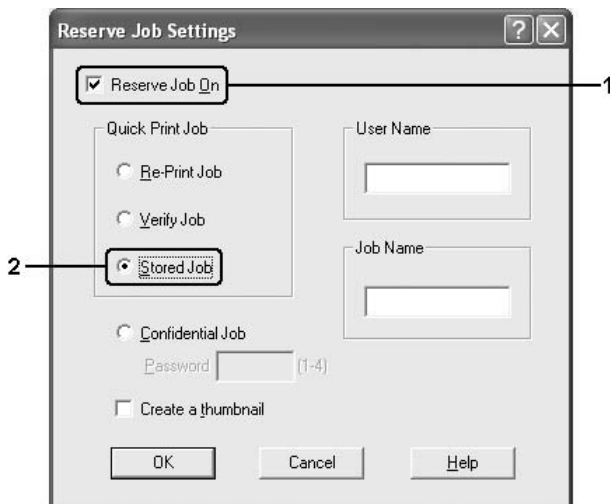 Reserve Job Settings
Reserve Job On
1
Quick Print Job
Re-Print Job
Verify Job
2
Stored Job
User Name
Job Name
Confidential Job
Password
(1-4)
Create a thumbnail
OK
Cancel
Help